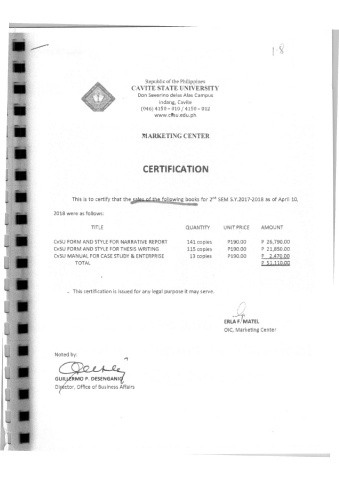 18
Republic of the Philippines
CAVITE STATE UNIVERSITY
Don Severino delas Alas Campus
Indang, Cavite
(046) 4150 - 010 / 4150 - 012
www.cvsu.edu.ph
MARKETING CENTER
CERTIFICATION
This is to certify that the sales of the following books for 2nd SEM S.Y.2017-2018 as of April 10,
2018 were as follows:
TITLE QUANTITY UNIT PRICE AMOUNT
CvSU FORM AND STYLE FOR NARRATIVE REPORT 141 copies P190.00 P 26,790.00
CvSU FORM AND STYLE FOR THESIS WRITING 115 copies P190.00 P 21,850.00
CvSU MANUAL FOR CASE STUDY & ENTERPRISE 13 copies P190.00 P 2,470.00
TOTAL P 51,110.00
This certification is issued for any legal purpose it may serve.
F. MATEL
OIC, Marketing Center
Noted by:
GUILLERMO P. DESENGANIO
Director, Office of Business Affairs